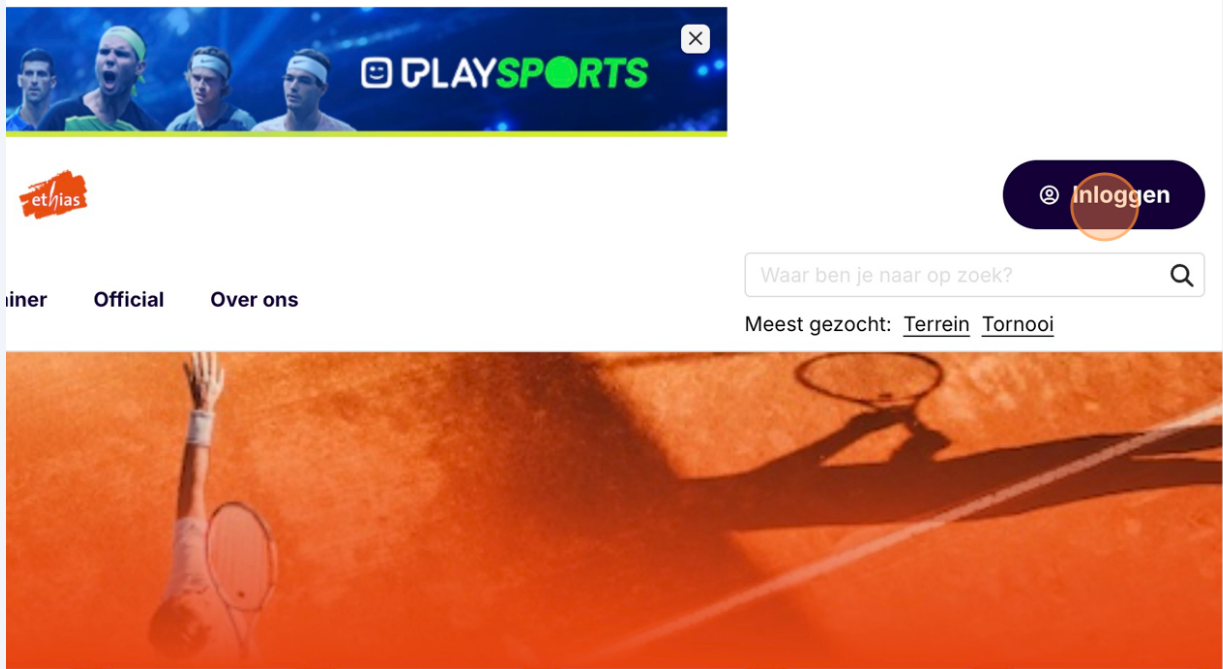 PLAYSPORTS
ethias
Inloggen
Waar ben je naar op zoek?
Official Over ons
Meest gezocht: Terrein Tornooi